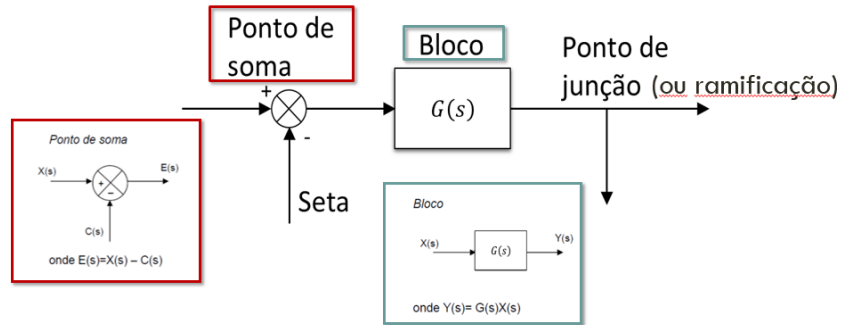 Ponto de
soma
Bloco
Ponto de
junção (ou ramificação)
+
G(s)
-
Seta
Ponto de soma
X(s)
E(s)
+
−
C(s)
onde E(s)=X(s) – C(s)
Bloco
X(s)
G(s)
Y(s)
onde Y(s)= G(s)X(s)